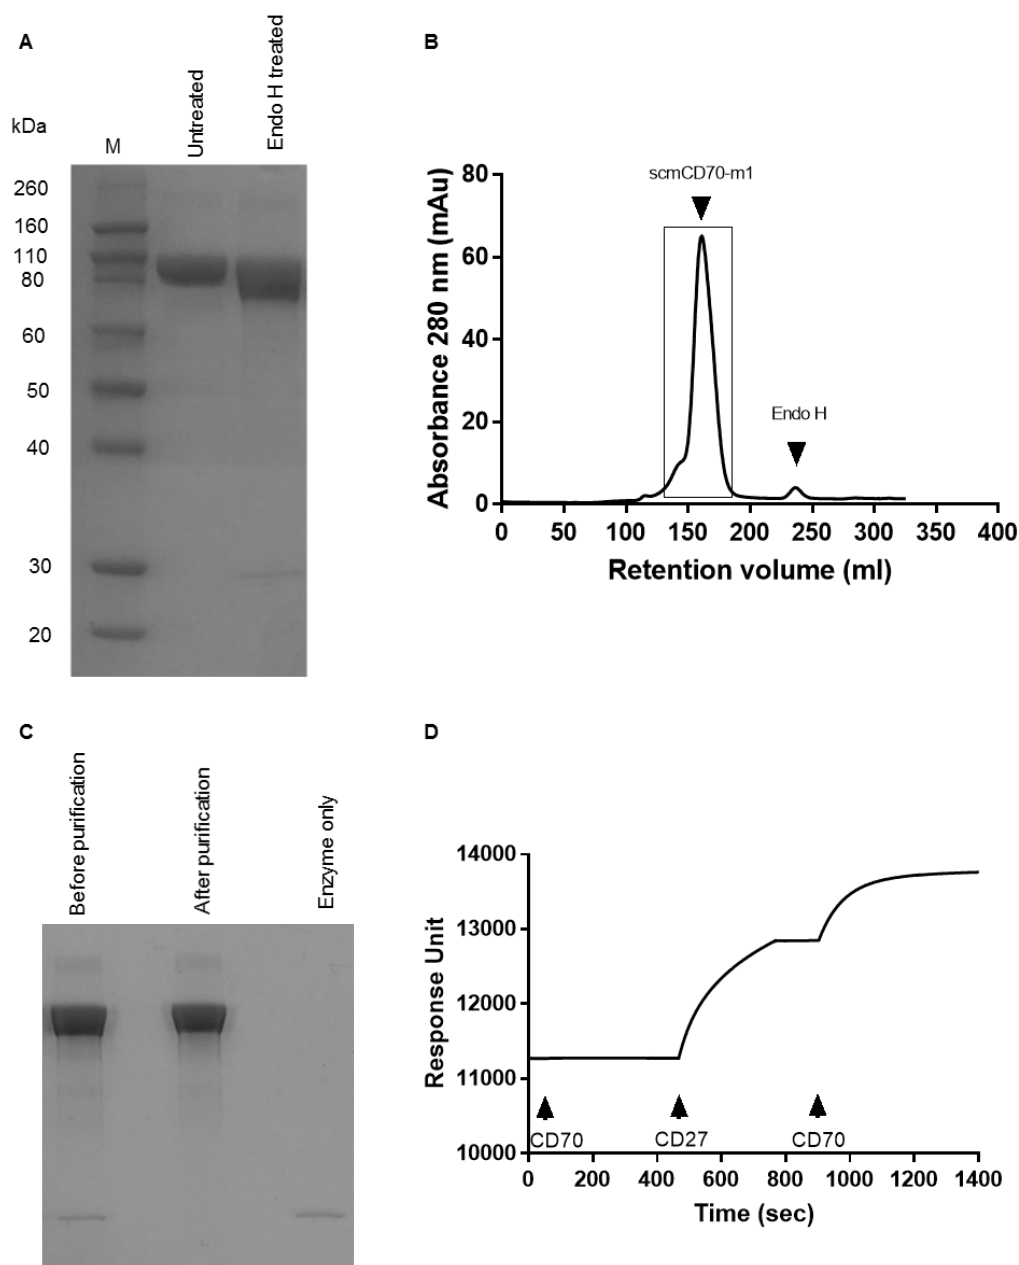 A
kDa
M
Untreated
Endo H treated
260
160
110
80
60
50
40
30
20
B
Absorbance 280 nm (mAu)
80
60
40
20
0
scmCD70-m1
Endo H
0 50 100 150 200 250 300 350 400
Retention volume (ml)
C
Before purification
After purification
Enzyme only
D
Response Unit
14000
13000
12000
11000
10000
CD70 CD27 CD70
0 200 400 600 800 1000 1200 1400
Time (sec)